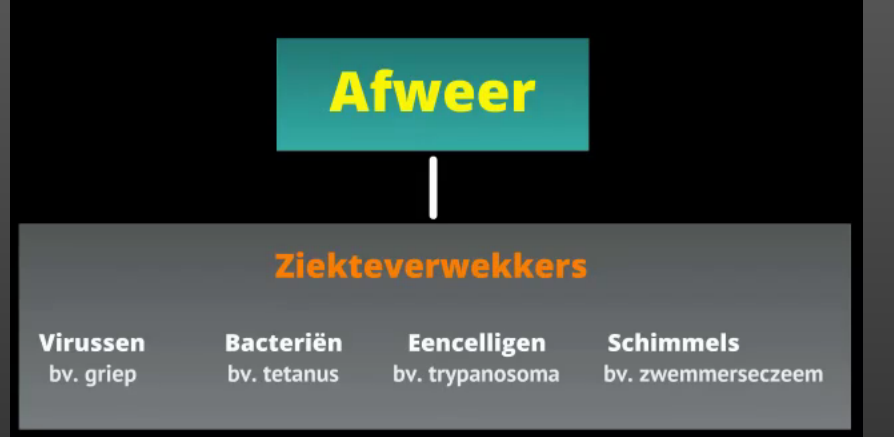 Afweer
Ziekteverwekkers
Virussen Bacteriën Eencelligen Schimmels
bv. griep bv. tetanus bv. trypanosoma bv. zwemmerseczeem